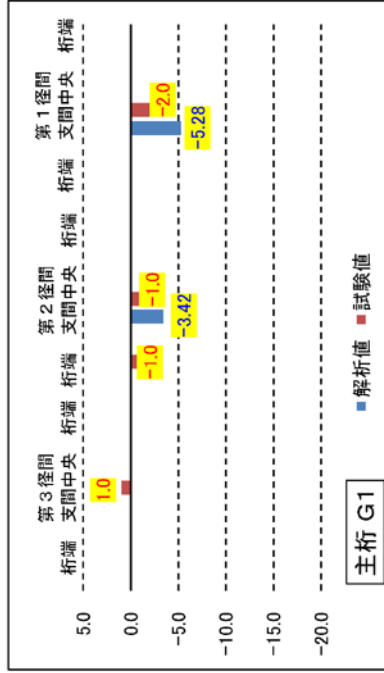 桁端
第3径間
支間中央
桁端
桁端
第2径間
支間中央
桁端
桁端
第1径間
支間中央
桁端
5.0
0.0
-5.0
-10.0
-15.0
-20.0
1.0
-1.0
-1.0
-3.42
-2.0
-5.28
主桁 G1
解析値
試験値